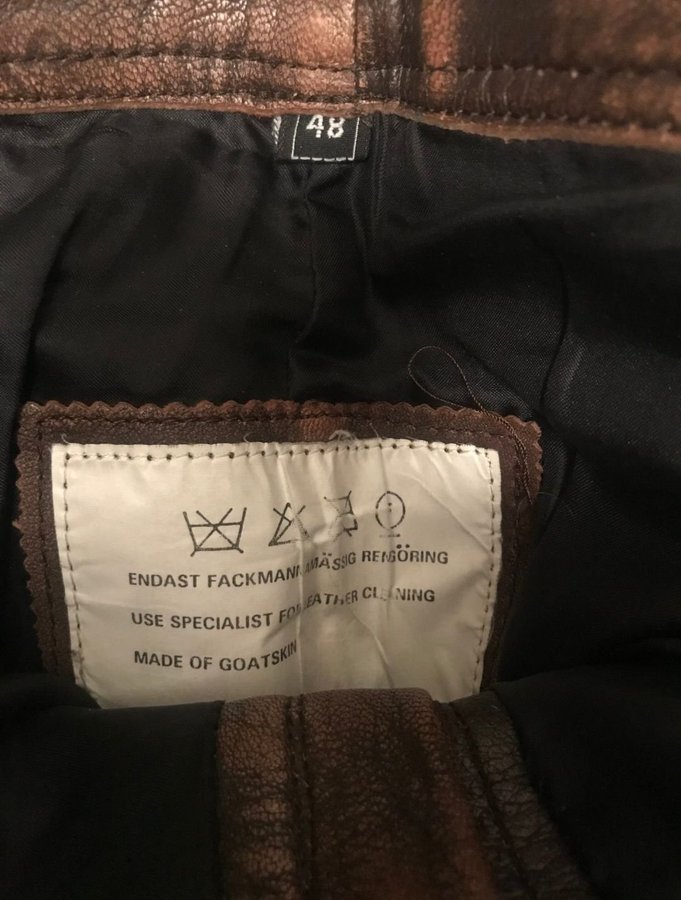 48
ENDAST FACKMANNAMÄSSIG RENGÖRING
USE SPECIALIST FOR LEATHER CLEANING
MADE OF GOATSKIN